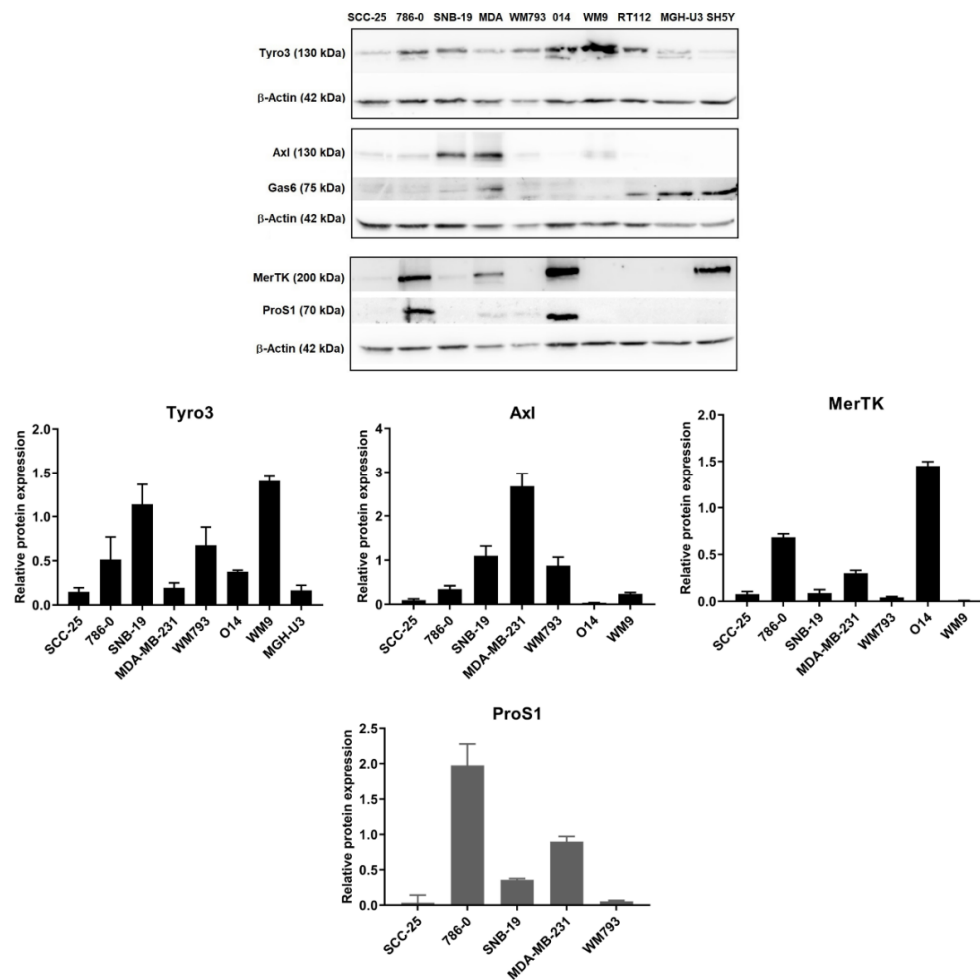 SCC-25 786-0 SNB-19 MDA WM793 014 WM9 RT112 MGH-U3 SH5Y
Tyro3 (130 kDa)
β-Actin (42 kDa)
Axl (130 kDa)
Gas6 (75 kDa)
β-Actin (42 kDa)
MerTK (200 kDa)
ProS1 (70 kDa)
β-Actin (42 kDa)
Tyro3
Relative protein expression
2.0
1.5
1.0
0.5
0.0
SCC-25
786-0
SNB-19
MDA-MB-231
WM793
O14
WM9
MGH-U3
Axl
Relative protein expression
4
3
2
1
0
SCC-25
786-0
SNB-19
MDA-MB-231
WM793
O14
WM9
MerTK
Relative protein expression
2.0
1.5
1.0
0.5
0.0
SCC-25
786-0
SNB-19
MDA-MB-231
WM793
O14
WM9
ProS1
Relative protein expression
2.5
2.0
1.5
1.0
0.5
0.0
SCC-25
786-0
SNB-19
MDA-MB-231
WM793